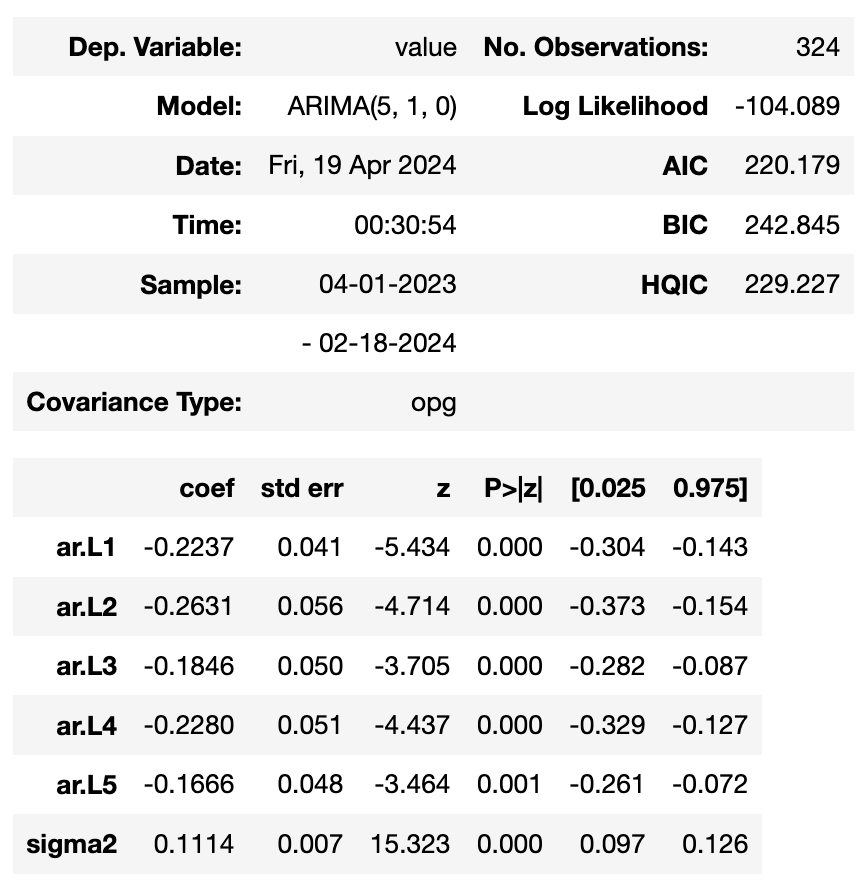 Dep. Variable: value No. Observations: 324
Model: ARIMA(5, 1, 0) Log Likelihood -104.089
Date: Fri, 19 Apr 2024 AIC 220.179
Time: 00:30:54 BIC 242.845
Sample: 04-01-2023 HQIC 229.227
- 02-18-2024
Covariance Type: opg
coef std err z P>|z| [0.025 0.975]
ar.L1 -0.2237 0.041 -5.434 0.000 -0.304 -0.143
ar.L2 -0.2631 0.056 -4.714 0.000 -0.373 -0.154
ar.L3 -0.1846 0.050 -3.705 0.000 -0.282 -0.087
ar.L4 -0.2280 0.051 -4.437 0.000 -0.329 -0.127
ar.L5 -0.1666 0.048 -3.464 0.001 -0.261 -0.072
sigma2 0.1114 0.007 15.323 0.000 0.097 0.126